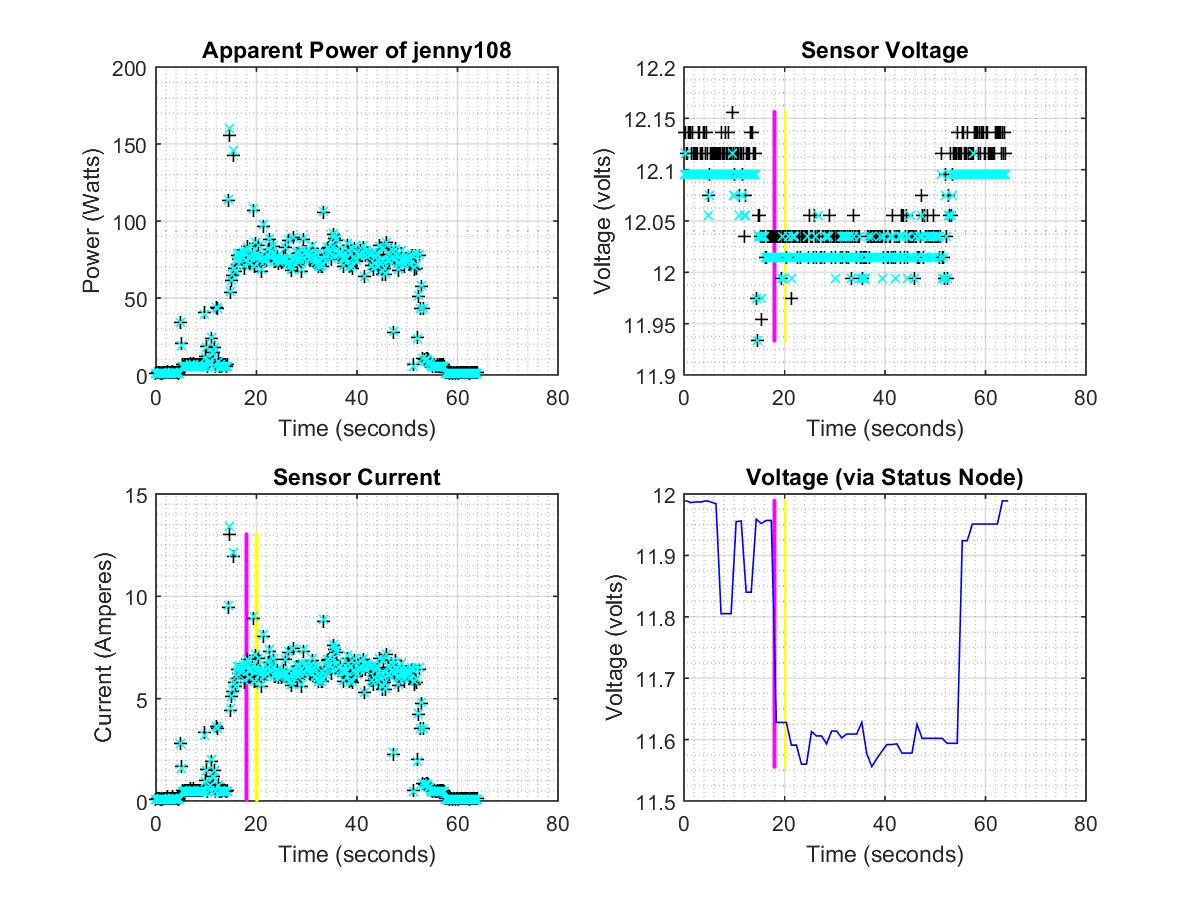 Apparent Power of jenny108
200
150
100
50
0
Power (Watts)
0 20 40 60 80
Time (seconds)
Sensor Voltage
12.2
12.15
12.1
12.05
12
11.95
11.9
Voltage (volts)
0 20 40 60 80
Time (seconds)
Sensor Current
15
10
5
0
Current (Amperes)
0 20 40 60 80
Time (seconds)
Voltage (via Status Node)
12
11.9
11.8
11.7
11.6
11.5
Voltage (volts)
0 20 40 60 80
Time (seconds)